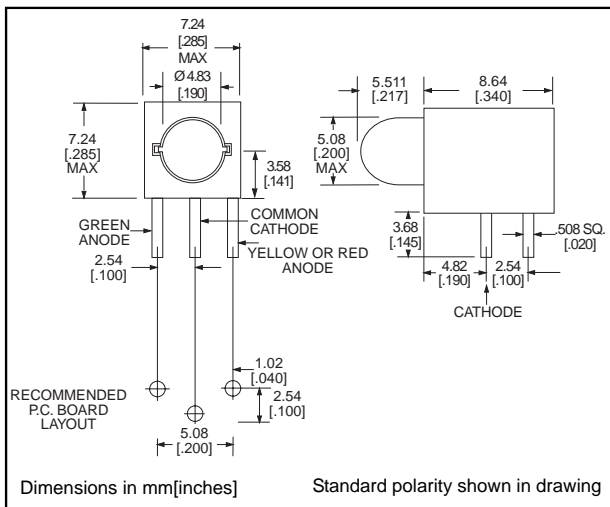 7.24
[.285]
MAX
Ø 4.83
[.190]
7.24
[.285]
MAX
3.58
[.141]
GREEN
ANODE
COMMON
CATHODE
YELLOW OR RED
ANODE
2.54
[.100]
1.02
[.040]
RECOMMENDED
P.C. BOARD
LAYOUT
2.54
[.100]
5.08
[.200]
5.511
[.217]
8.64
[.340]
5.08
[.200]
MAX
3.68
[.145]
.508 SQ.
[.020]
4.82
[.190]
2.54
[.100]
CATHODE
Dimensions in mm[inches]
Standard polarity shown in drawing